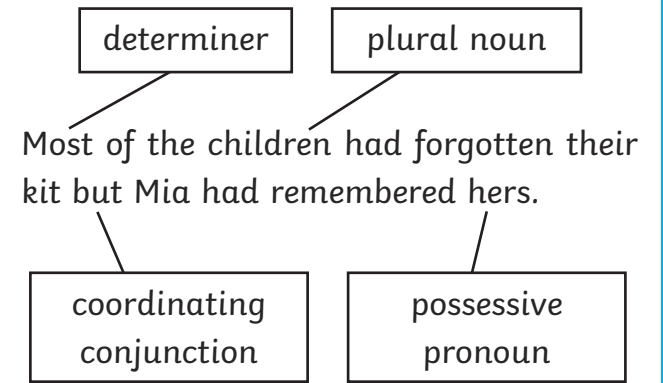 determiner
plural noun
Most of the children had forgotten their
kit but Mia had remembered hers.
coordinating
conjunction
possessive
pronoun